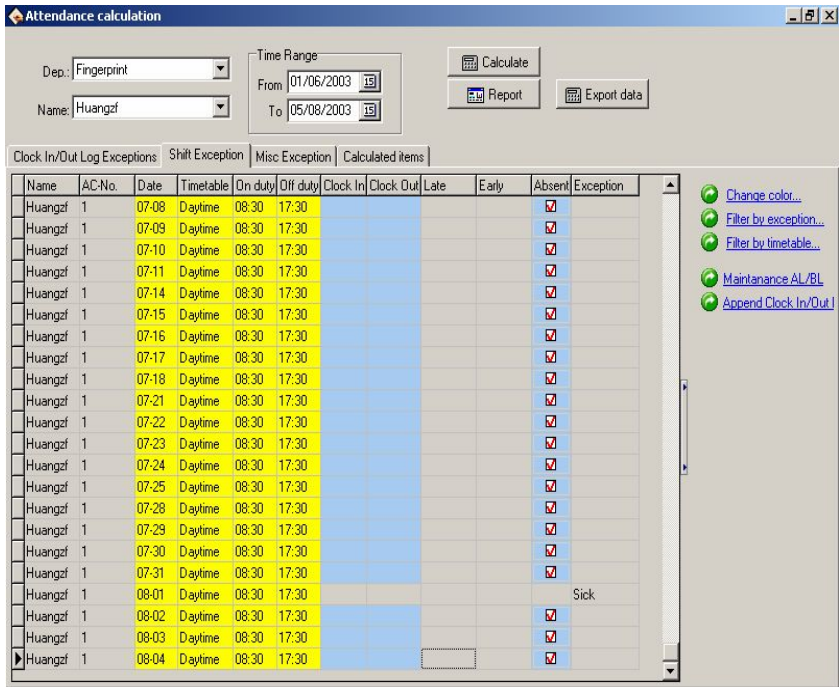 Attendance calculation
Dep.: Fingerprint
Name: Huangzf
Time Range
From 01/06/2003 15
To 05/08/2003 15
Calculate
Report
Export data
Clock In/Out Log Exceptions Shift Exception Misc Exception Calculated items
Name AC-No. Date Timetable On duty Off duty Clock In Clock Out Late Early Absent Exception
Huangzf 1 07-08 Daytime 08:30 17:30
Huangzf 1 07-09 Daytime 08:30 17:30
Huangzf 1 07-10 Daytime 08:30 17:30
Huangzf 1 07-11 Daytime 08:30 17:30
Huangzf 1 07-14 Daytime 08:30 17:30
Huangzf 1 07-15 Daytime 08:30 17:30
Huangzf 1 07-16 Daytime 08:30 17:30
Huangzf 1 07-17 Daytime 08:30 17:30
Huangzf 1 07-18 Daytime 08:30 17:30
Huangzf 1 07-21 Daytime 08:30 17:30
Huangzf 1 07-22 Daytime 08:30 17:30
Huangzf 1 07-23 Daytime 08:30 17:30
Huangzf 1 07-24 Daytime 08:30 17:30
Huangzf 1 07-25 Daytime 08:30 17:30
Huangzf 1 07-28 Daytime 08:30 17:30
Huangzf 1 07-29 Daytime 08:30 17:30
Huangzf 1 07-30 Daytime 08:30 17:30
Huangzf 1 07-31 Daytime 08:30 17:30
Huangzf 1 08-01 Daytime 08:30 17:30 Sick
Huangzf 1 08-02 Daytime 08:30 17:30
Huangzf 1 08-03 Daytime 08:30 17:30
Huangzf 1 08-04 Daytime 08:30 17:30
Change color...
Filter by exception...
Filter by timetable...
Maintanance AL/BL
Append Clock In/Out l